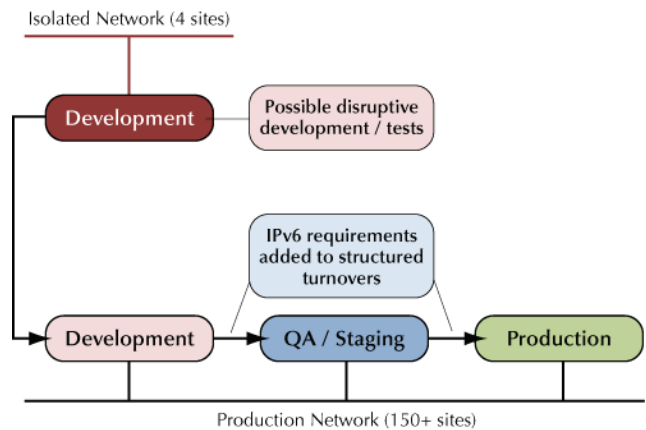 Isolated Network (4 sites)
Development
Possible disruptive
development / tests
IPv6 requirements
added to structured
turnovers
Development
QA / Staging
Production
Production Network (150+ sites)